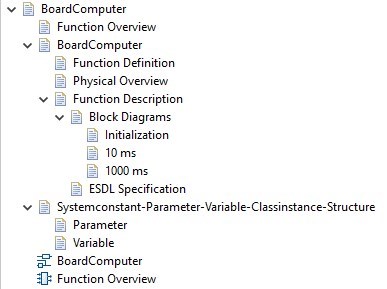 BoardComputer
Function Overview
BoardComputer
Function Definition
Physical Overview
Function Description
Block Diagrams
Initialization
10 ms
1000 ms
ESDL Specification
Systemconstant-Parameter-Variable-Classinstance-Structure
Parameter
Variable
BoardComputer
Function Overview